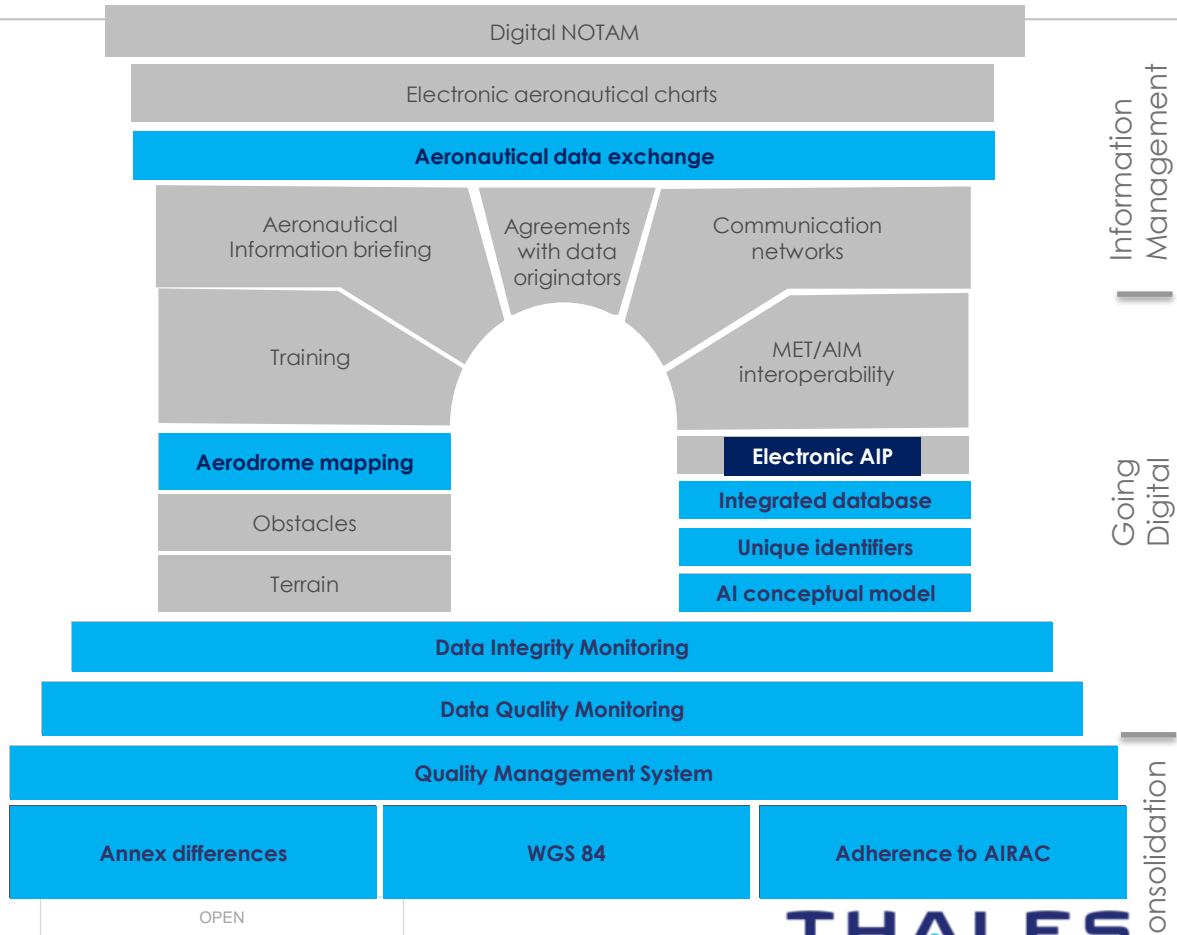 Digital NOTAM
Electronic aeronautical charts
Aeronautical data exchange
Aeronautical
Information briefing
Agreements
with data
originators
Communication
networks
Training
MET/AIM
interoperability
Aerodrome mapping
Obstacles
Terrain
Electronic AIP
Integrated database
Unique identifiers
AI conceptual model
Data Integrity Monitoring
Data Quality Monitoring
Quality Management System
Annex differences
WGS 84
Adherence to AIRAC
Information
Management
Going
Digital
onsolidation
OPEN
THALES